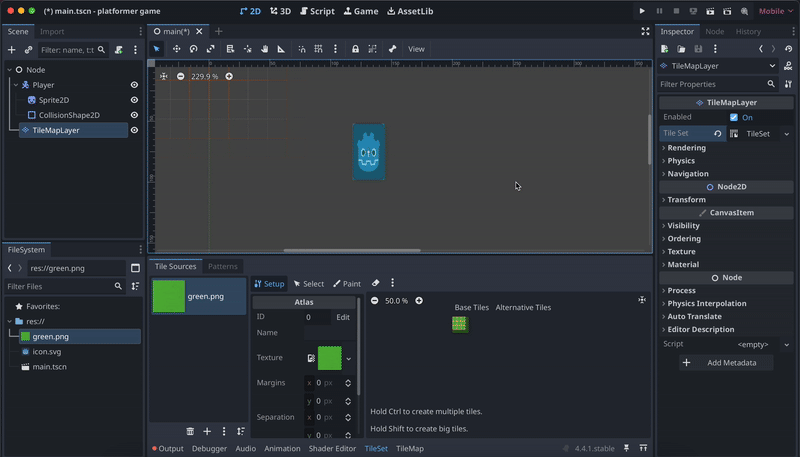 (*) main.tscn - platformer game
2D
3D
Script
Game
AssetLib
Mobile
Scene
Import
Filter: name, t:t
Node
Player
Sprite2D
CollisionShape2D
TileMapLayer
FileSystem
res://green.png
Filter Files
Favorites:
res://
green.png
icon.svg
main.tscn
main(*)
View
229.9 %
Tile Sources
Patterns
green.png
Setup
Select
Paint
Atlas
ID
0
Edit
Name
Texture
Margins
x 0 px
y 0 px
Separation
x 0 px
y 0 px
50.0 %
Base Tiles
Alternative Tiles
Hold Ctrl to create multiple tiles.
Hold Shift to create big tiles.
Output
Debugger
Audio
Animation
Shader Editor
TileSet
TileMap
4.4.1.stable
Inspector
Node
History
TileMapLayer
Filter Properties
TileMapLayer
Enabled
On
Tile Set
TileSet
Rendering
Physics
Navigation
Node2D
Transform
CanvasItem
Visibility
Ordering
Texture
Material
Node
Process
Physics Interpolation
Auto Translate
Editor Description
Script
<empty>
Add Metadata